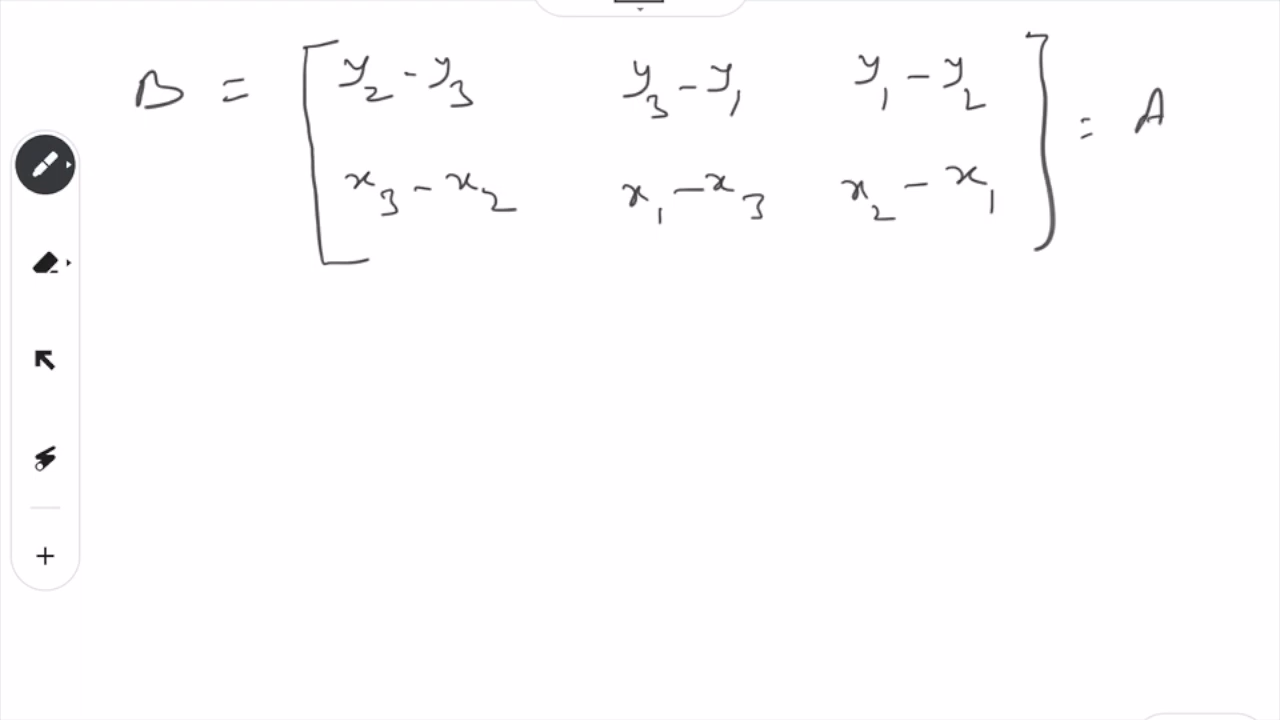 B = [ y₂ - y₃ y₃ - y₁ y₁ - y₂
x₃ - x₂ x₁ - x₃ x₂ - x₁ ] = A